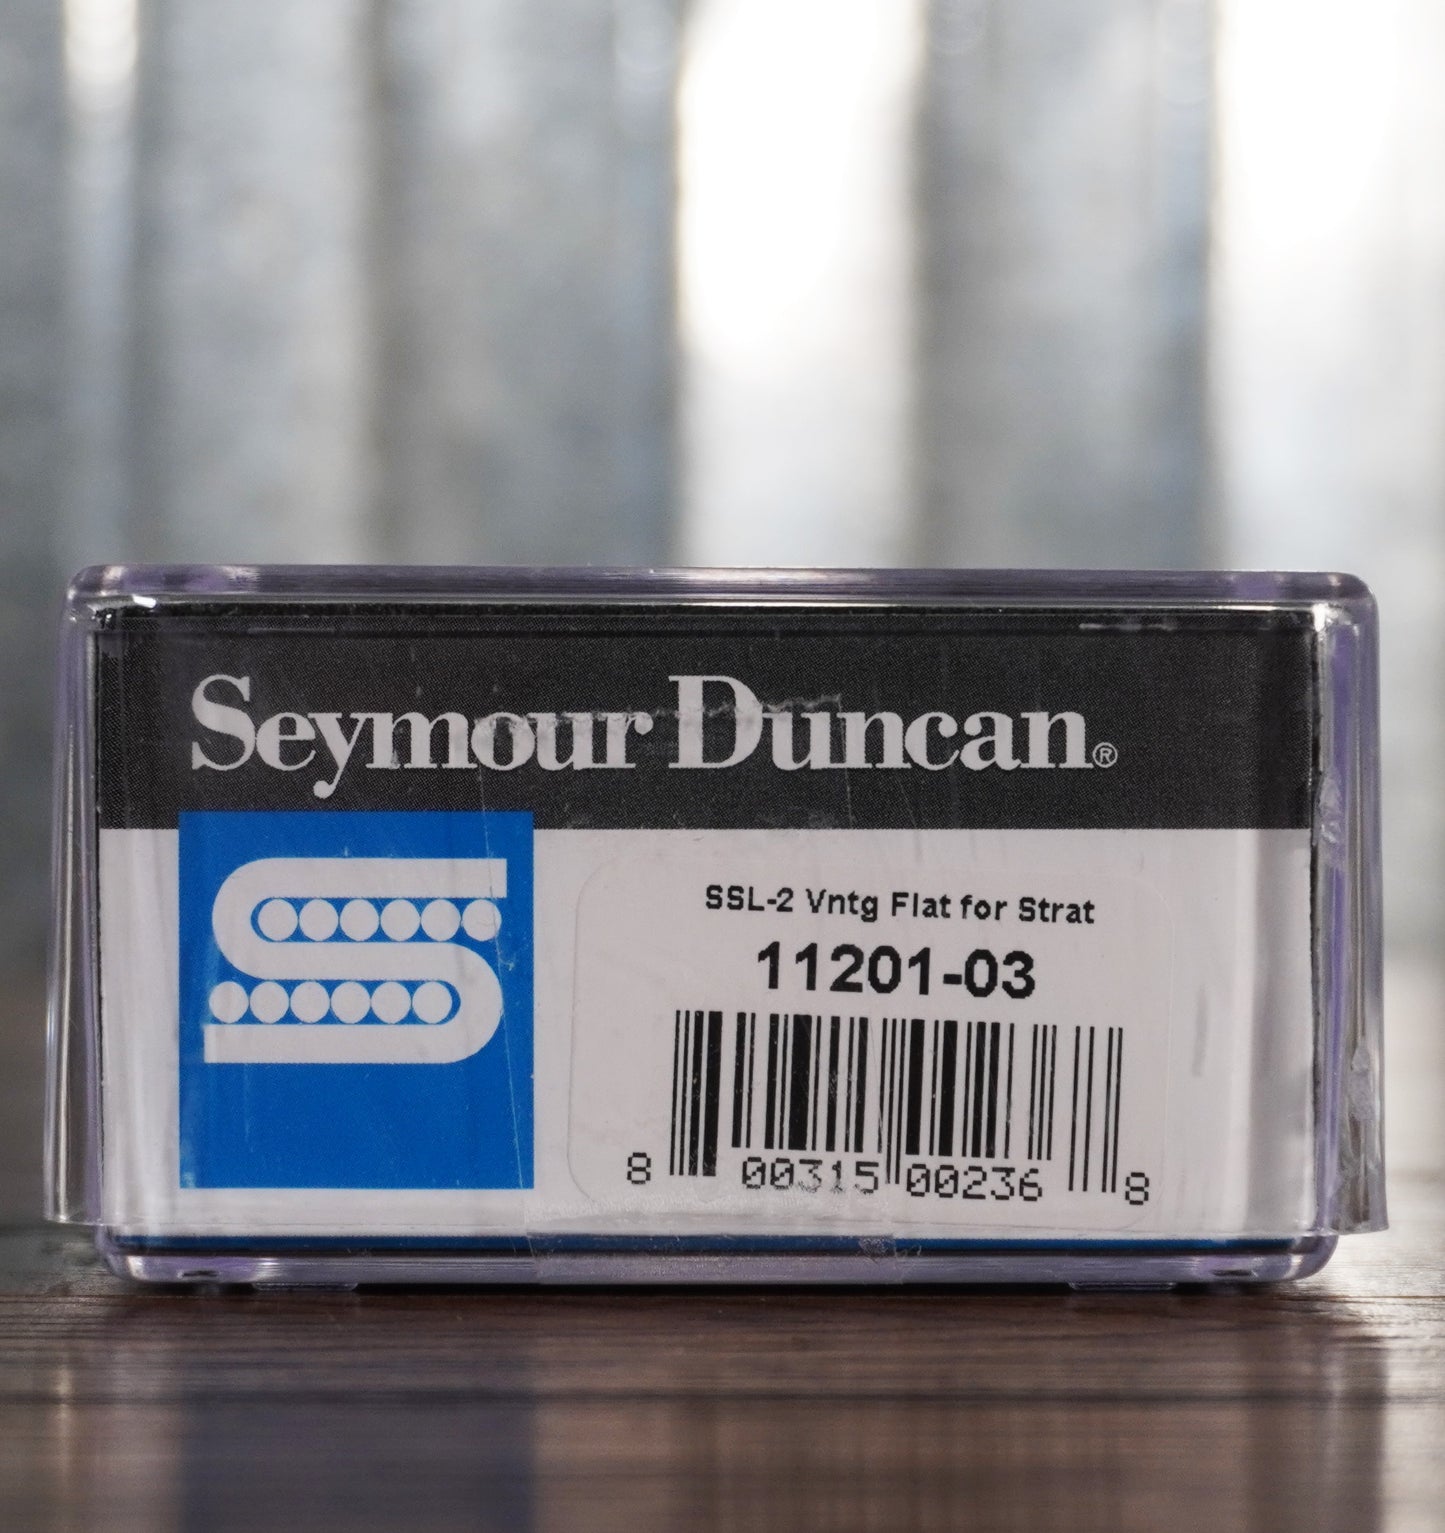 Seymour Duncan®
SSL-2 Vntg Flat for Strat
11201-03
8 00315 00236 8